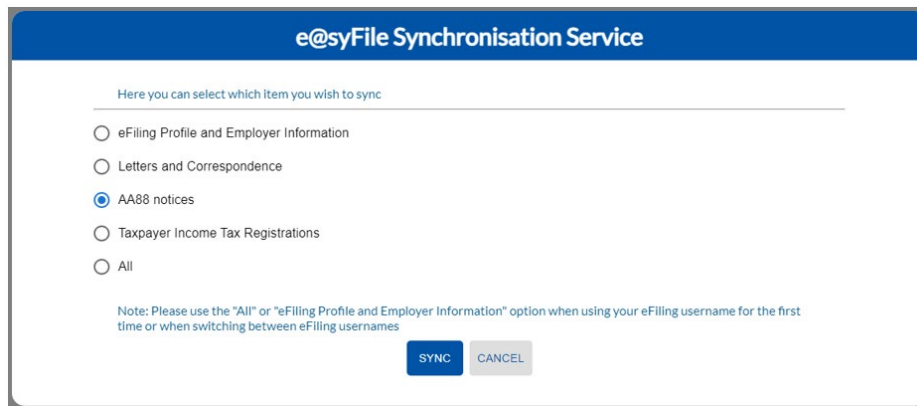 e@syFile Synchronisation Service
Here you can select which item you wish to sync
eFiling Profile and Employer Information
Letters and Correspondence
AA88 notices
Taxpayer Income Tax Registrations
All
Note: Please use the "All" or "eFiling Profile and Employer Information" option when using your eFiling username for the first
time or when switching between eFiling usernames
SYNC CANCEL